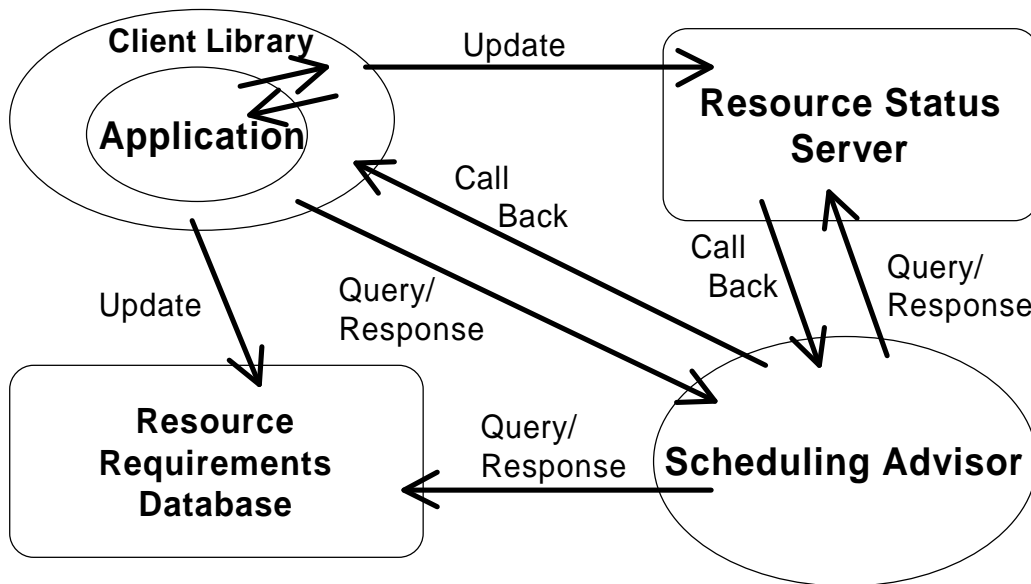 Client Library
Update
Application
Resource Status
Server
Call
Back
Call
Back
Query/
Response
Update
Query/
Response
Resource
Requirements
Database
Query/
Response
Scheduling Advisor